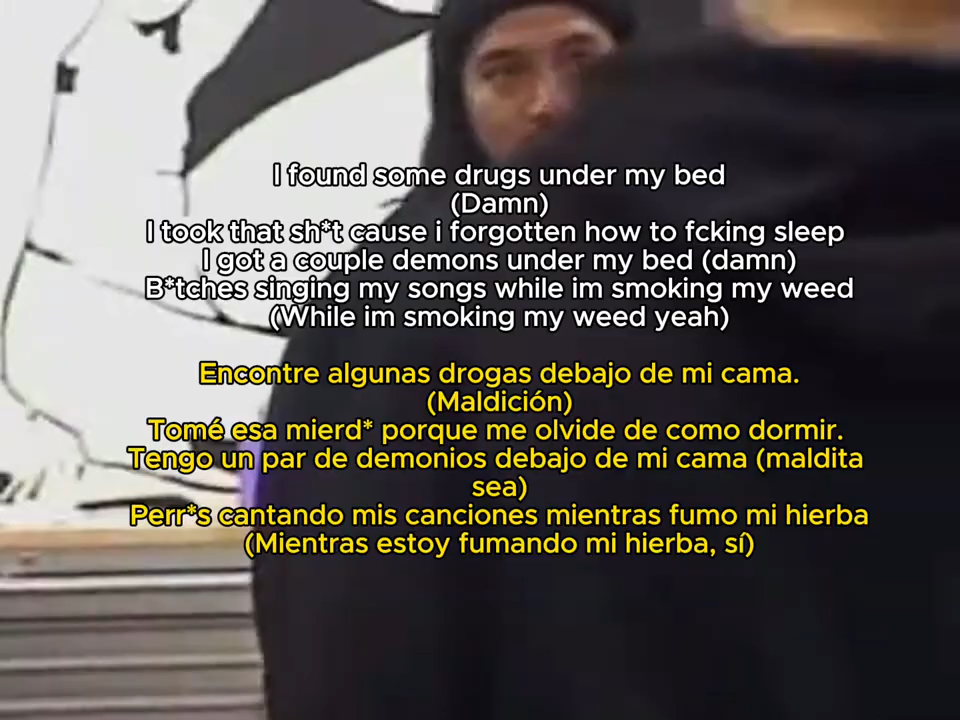 I found some drugs under my bed
(Damn)
I took that sh*t cause i forgotten how to fcking sleep
I got a couple demons under my bed (damn)
B*tches singing my songs while im smoking my weed
(While im smoking my weed yeah)
Encontre algunas drogas debajo de mi cama.
(Maldición)
Tomé esa mierd* porque me olvide de como dormir.
Tengo un par de demonios debajo de mi cama (maldita
sea)
Perr*s cantando mis canciones mientras fumo mi hierba
(Mientras estoy fumando mi hierba, sí)